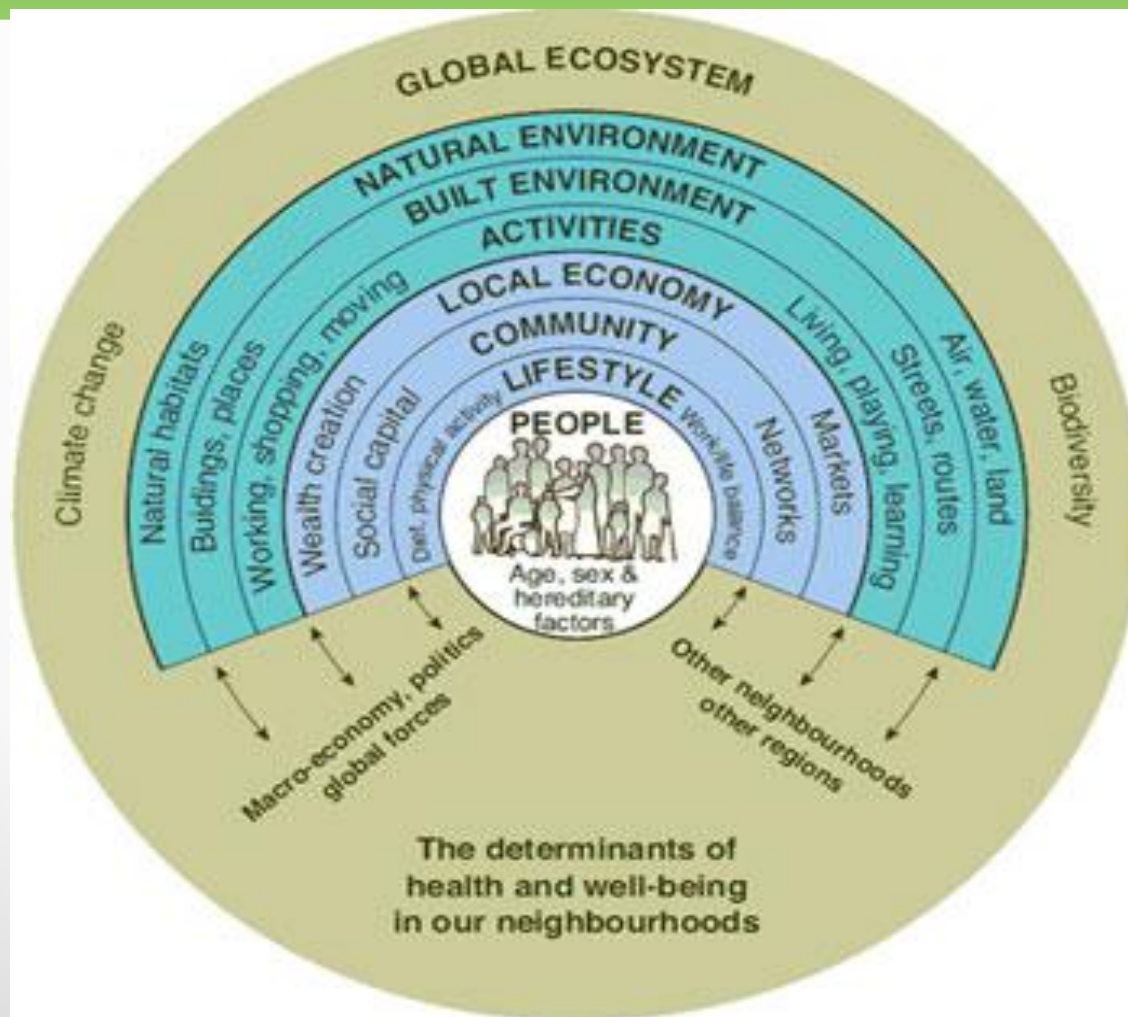 GLOBAL ECOSYSTEM
NATURAL ENVIRONMENT
BUILT ENVIRONMENT
ACTIVITIES
LOCAL ECONOMY
COMMUNITY
LIFESTYLE
PEOPLE
Age, sex &
hereditary
factors
Climate change
Natural habitats
Buldings, places
Working, shopping, moving
Wealth creation
Social capital
Diet, physical activity
Work/life balance
Networks
Markets
Living, playing, learning
Streets, routes
Air, water, land
Biodiversity
Macro-economy, politics
global forces
Other neighbourhoods
other regions
The determinants of
health and well-being
in our neighbourhoods